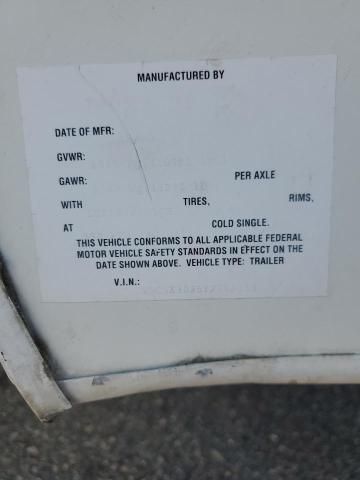 MANUFACTURED BY
DATE OF MFR:
GVWR:
GAWR: PER AXLE
WITH TIRES, RIMS,
AT COLD SINGLE.
THIS VEHICLE CONFORMS TO ALL APPLICABLE FEDERAL
MOTOR VEHICLE SAFETY STANDARDS IN EFFECT ON THE
DATE SHOWN ABOVE. VEHICLE TYPE: TRAILER
V.I.N.: